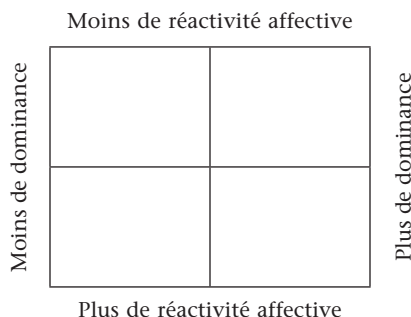 Moins de réactivité affective
Moins de dominance
Plus de dominance
Plus de réactivité affective